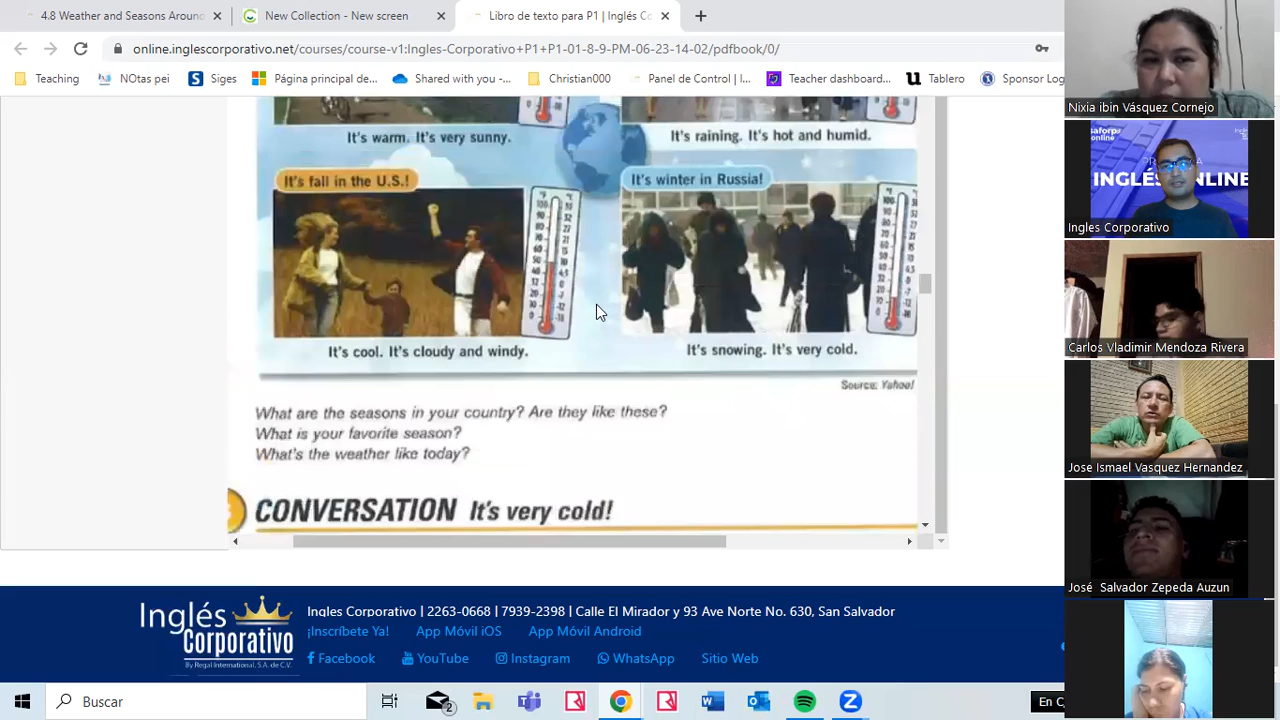 4.8 Weather and Seasons Around
New Collection - New screen
Libro de texto para P1 | Inglés C
online.inglescorporativo.net/courses/course-v1:Ingles-Corporativo+P1+P1-01-8-9-PM-06-23-14-02/pdfbook/0/
Teaching
NOtas pei
Siges
Página principal de...
Shared with you -...
Christian000
Panel de Control | I...
Teacher dashboard...
Tablero
Sponsor Log
It's warm. It's very sunny.
It's raining. It's hot and humid.
It's fall in the U.S.!
It's winter in Russia!
It's cool. It's cloudy and windy.
It's snowing. It's very cold.
Source: Yahoo!
What are the seasons in your country? Are they like these?
What is your favorite season?
What's the weather like today?
CONVERSATION It's very cold!
Inglés
Corporativo
By Regal International, S.A. de C.V.
Ingles Corporativo | 2263-0668 | 7939-2398 | Calle El Mirador y 93 Ave Norte No. 630, San Salvador
¡Inscríbete Ya! App Móvil iOS App Móvil Android
Facebook YouTube Instagram WhatsApp Sitio Web
Buscar
2
En C
Nixia ibin Vásquez Cornejo
INGLÉS ONLINE
Ingles Corporativo
Carlos Vladimir Mendoza Rivera
Jose Ismael Vasquez Hernandez
José Salvador Zepeda Auzun